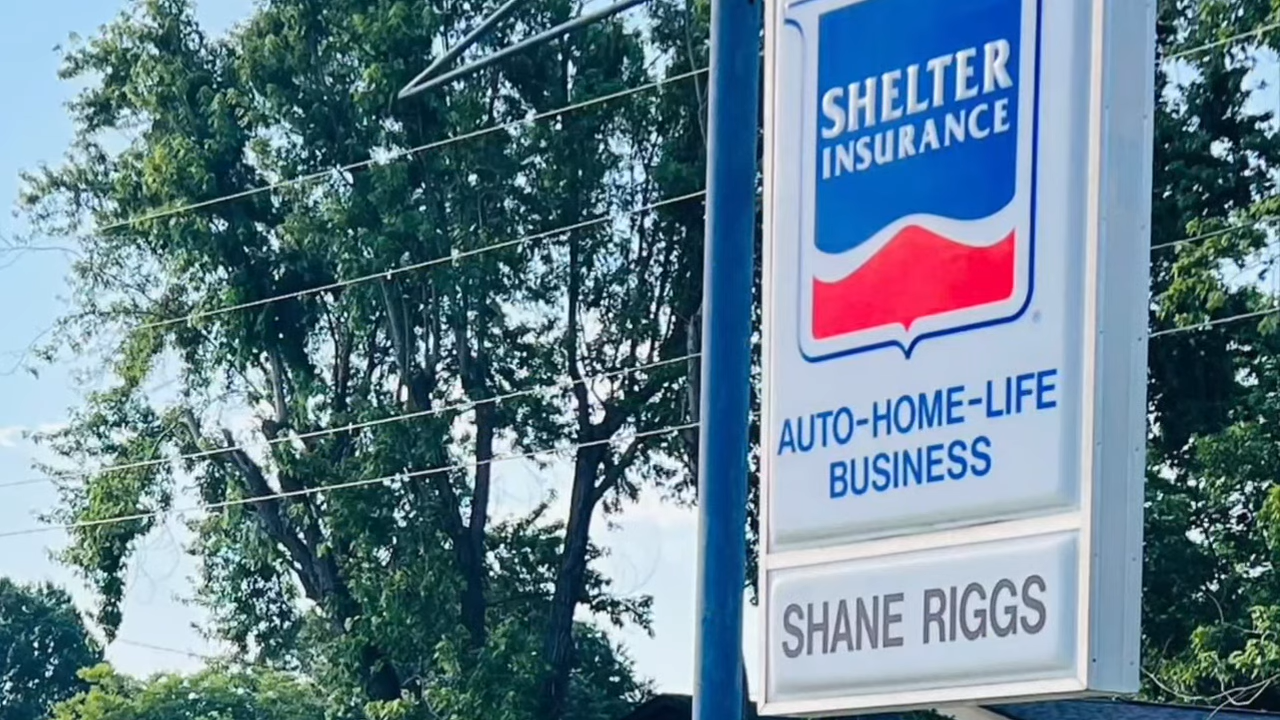 SHELTER
INSURANCE
AUTO-HOME-LIFE
BUSINESS
SHANE RIGGS